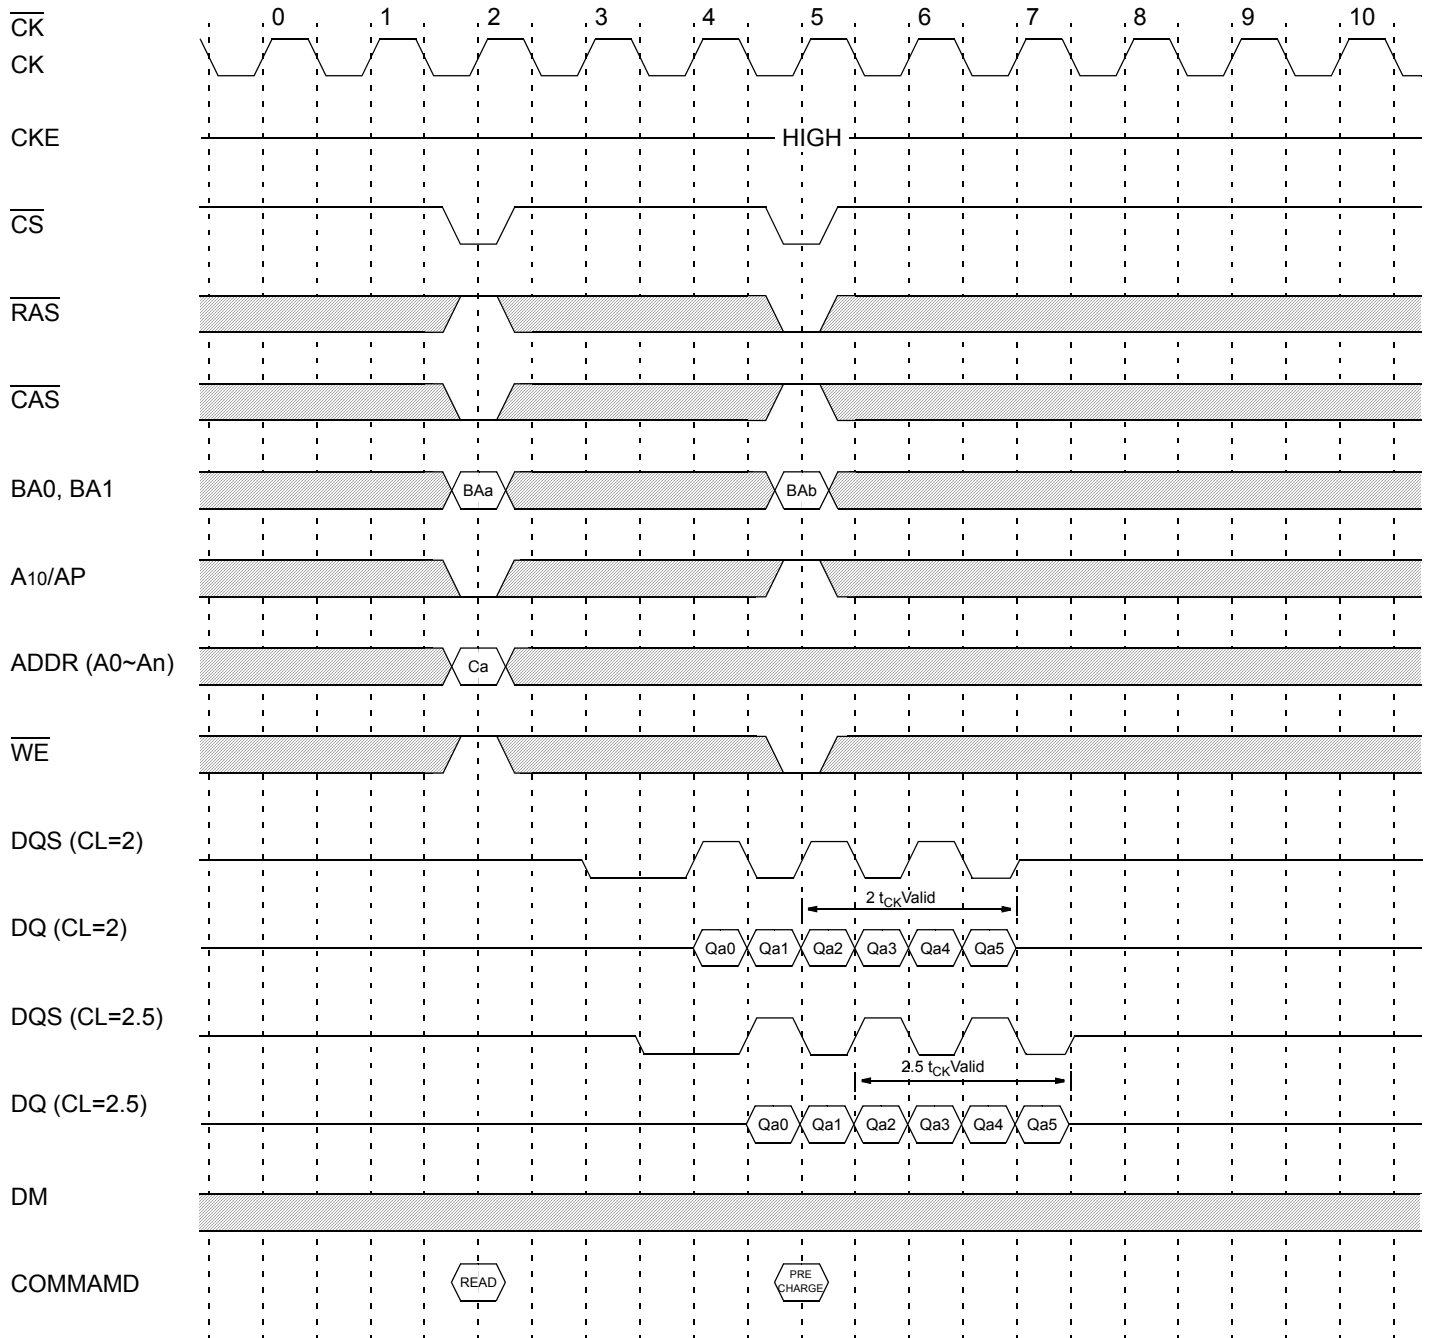 0 1 2 3 4 5 6 7 8 9 10
CK
CK
CKE
HIGH
CS
RAS
CAS
BA0, BA1
BAa
BAb
A10/AP
ADDR (A0~An)
Ca
WE
DQS (CL=2)
2 tCKValid
DQ (CL=2)
Qa0 Qa1 Qa2 Qa3 Qa4 Qa5
DQS (CL=2.5)
2.5 tCKValid
DQ (CL=2.5)
Qa0 Qa1 Qa2 Qa3 Qa4 Qa5
DM
COMMAMD
READ
PRE
CHARGE